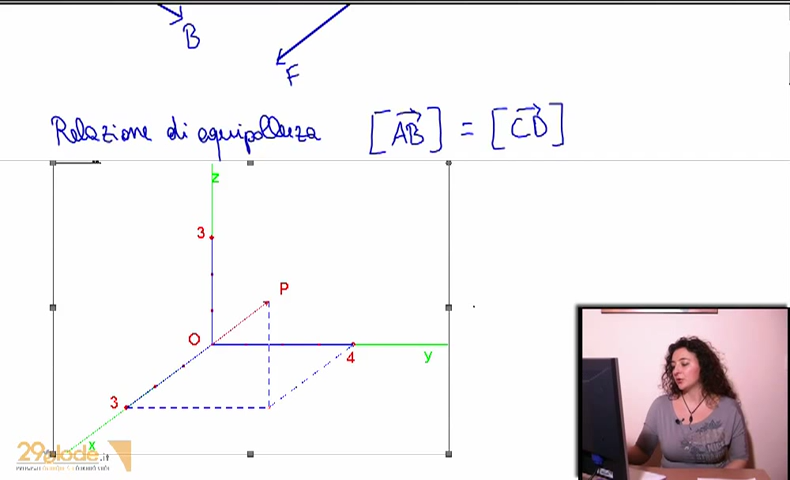 B
F
Relazione di equipollenza [AB] = [CD]
z
3
P
O
4
y
3
x
29elode.it